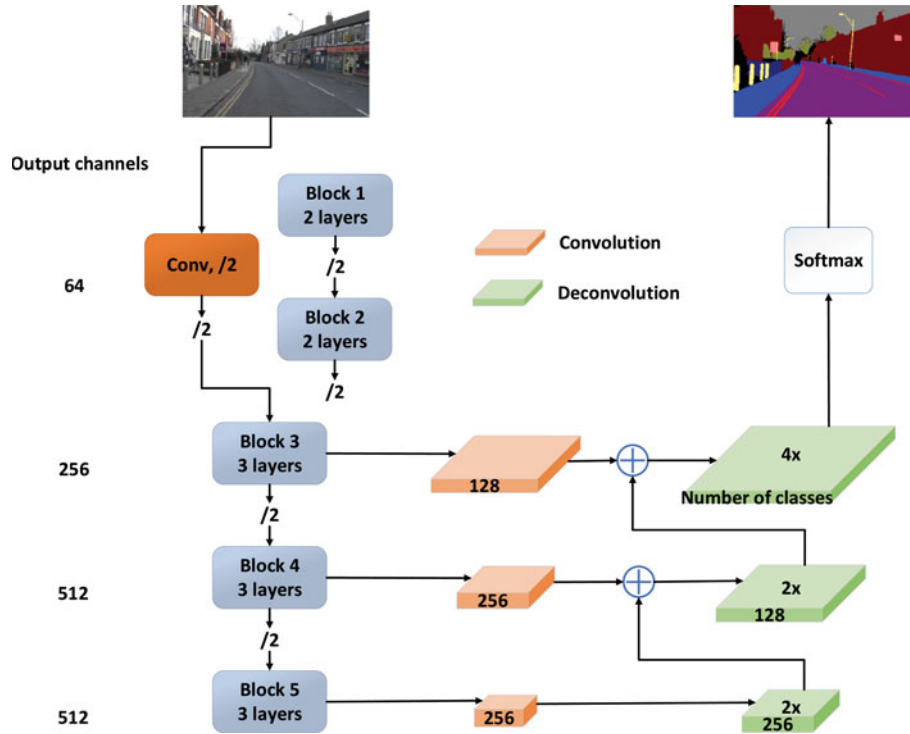 Output channels
Block 1
2 layers
Convolution
Conv, /2
/2
Softmax
64
Deconvolution
/2
Block 2
2 layers
/2
Block 3
3 layers
4x
256
128
Number of classes
/2
Block 4
3 layers
2x
512
256
128
/2
Block 5
3 layers
2x
512
256
256